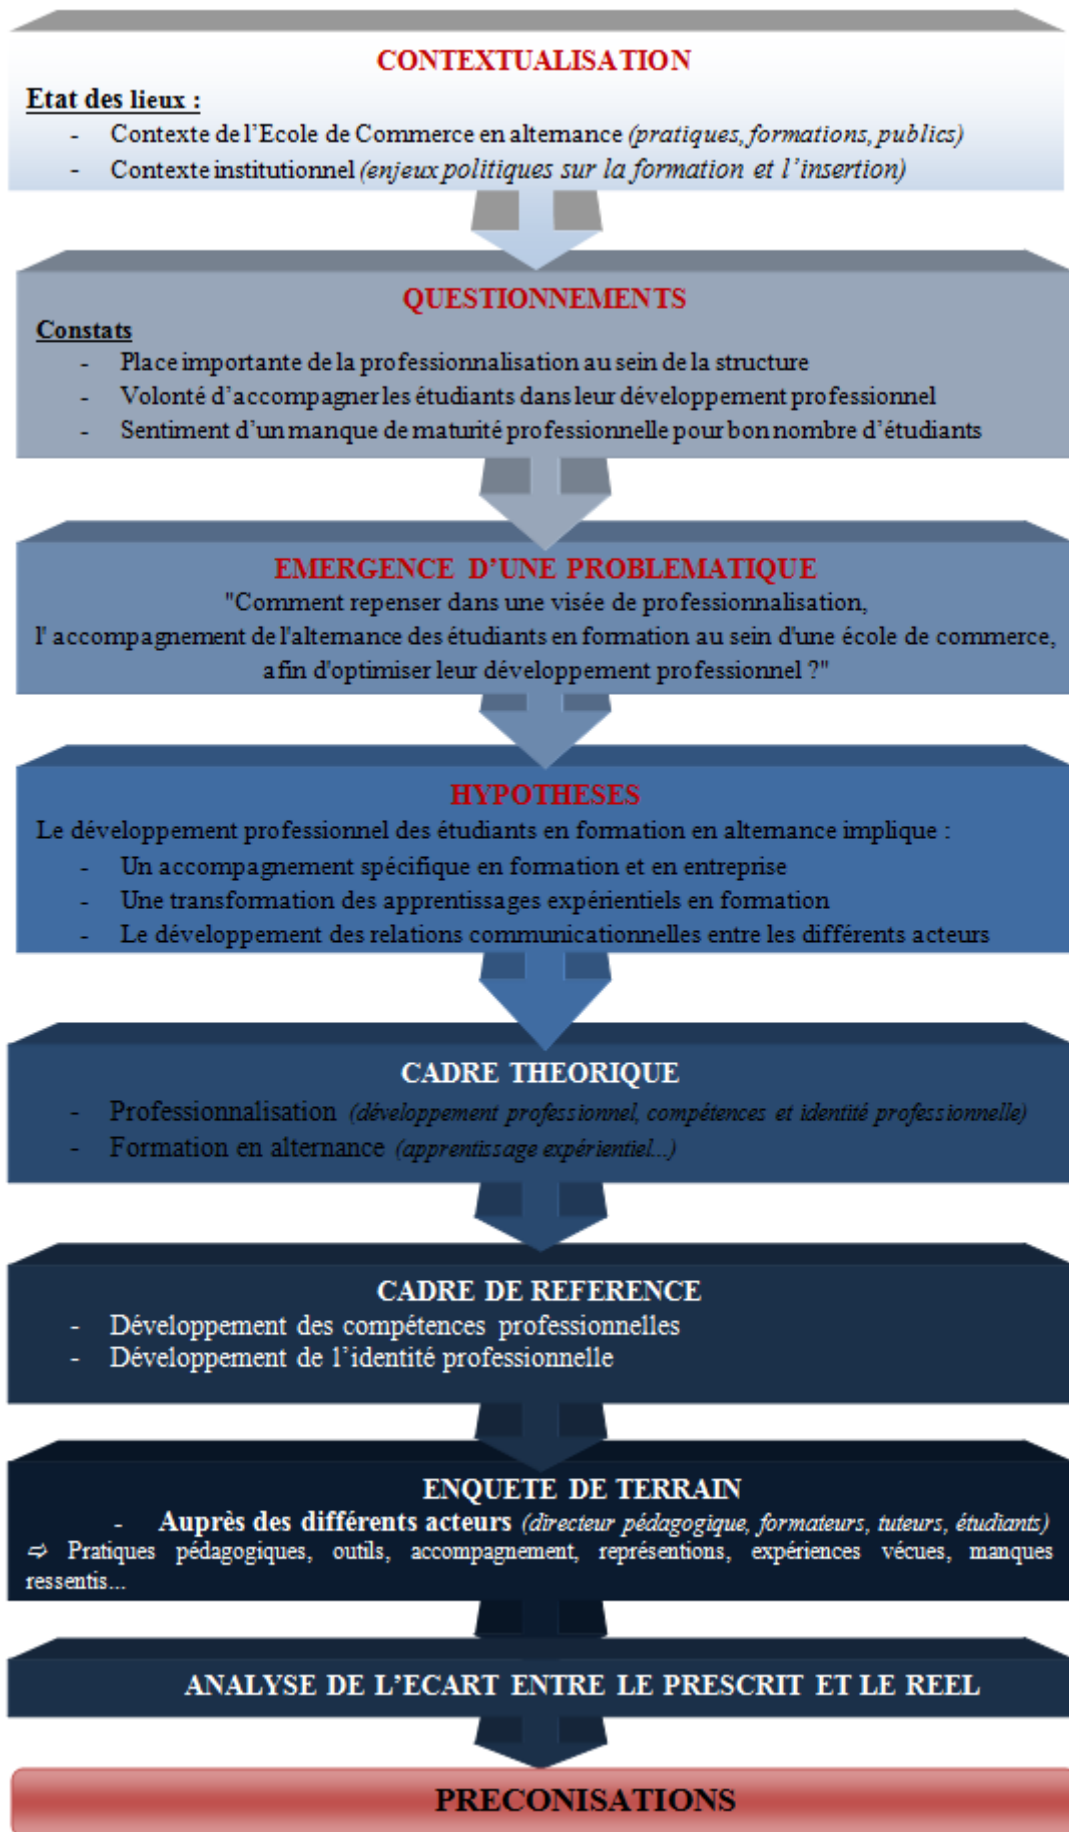 CONTEXTUALISATION
Etat des lieux :
- Contexte de l’Ecole de Commerce en alternance (pratiques, formations, publics)
- Contexte institutionnel (enjeux politiques sur la formation et l’insertion)
QUESTIONNEMENTS
Constats
- Place importante de la professionnalisation au sein de la structure
- Volonté d’accompagner les étudiants dans leur développement professionnel
- Sentiment d’un manque de maturité professionnelle pour bon nombre d’étudiants
EMERGENCE D’UNE PROBLEMATIQUE
"Comment repenser dans une visée de professionnalisation,
l' accompagnement de l'alternance des étudiants en formation au sein d'une école de commerce,
afin d'optimiser leur développement professionnel ?"
HYPOTHESES
Le développement professionnel des étudiants en formation en alternance implique :
- Un accompagnement spécifique en formation et en entreprise
- Une transformation des apprentissages expérientiels en formation
- Le développement des relations communicationnelles entre les différents acteurs
CADRE THEORIQUE
- Professionnalisation (développement professionnel, compétences et identité professionnelle)
- Formation en alternance (apprentissage expérientiel...)
CADRE DE REFERENCE
- Développement des compétences professionnelles
- Développement de l’identité professionnelle
ENQUETE DE TERRAIN
- Auprès des différents acteurs (directeur pédagogique, formateurs, tuteurs, étudiants)
⇨ Pratiques pédagogiques, outils, accompagnement, représentions, expériences vécues, manques
ressentis...
ANALYSE DE L’ECART ENTRE LE PRESCRIT ET LE REEL
PRECONISATIONS